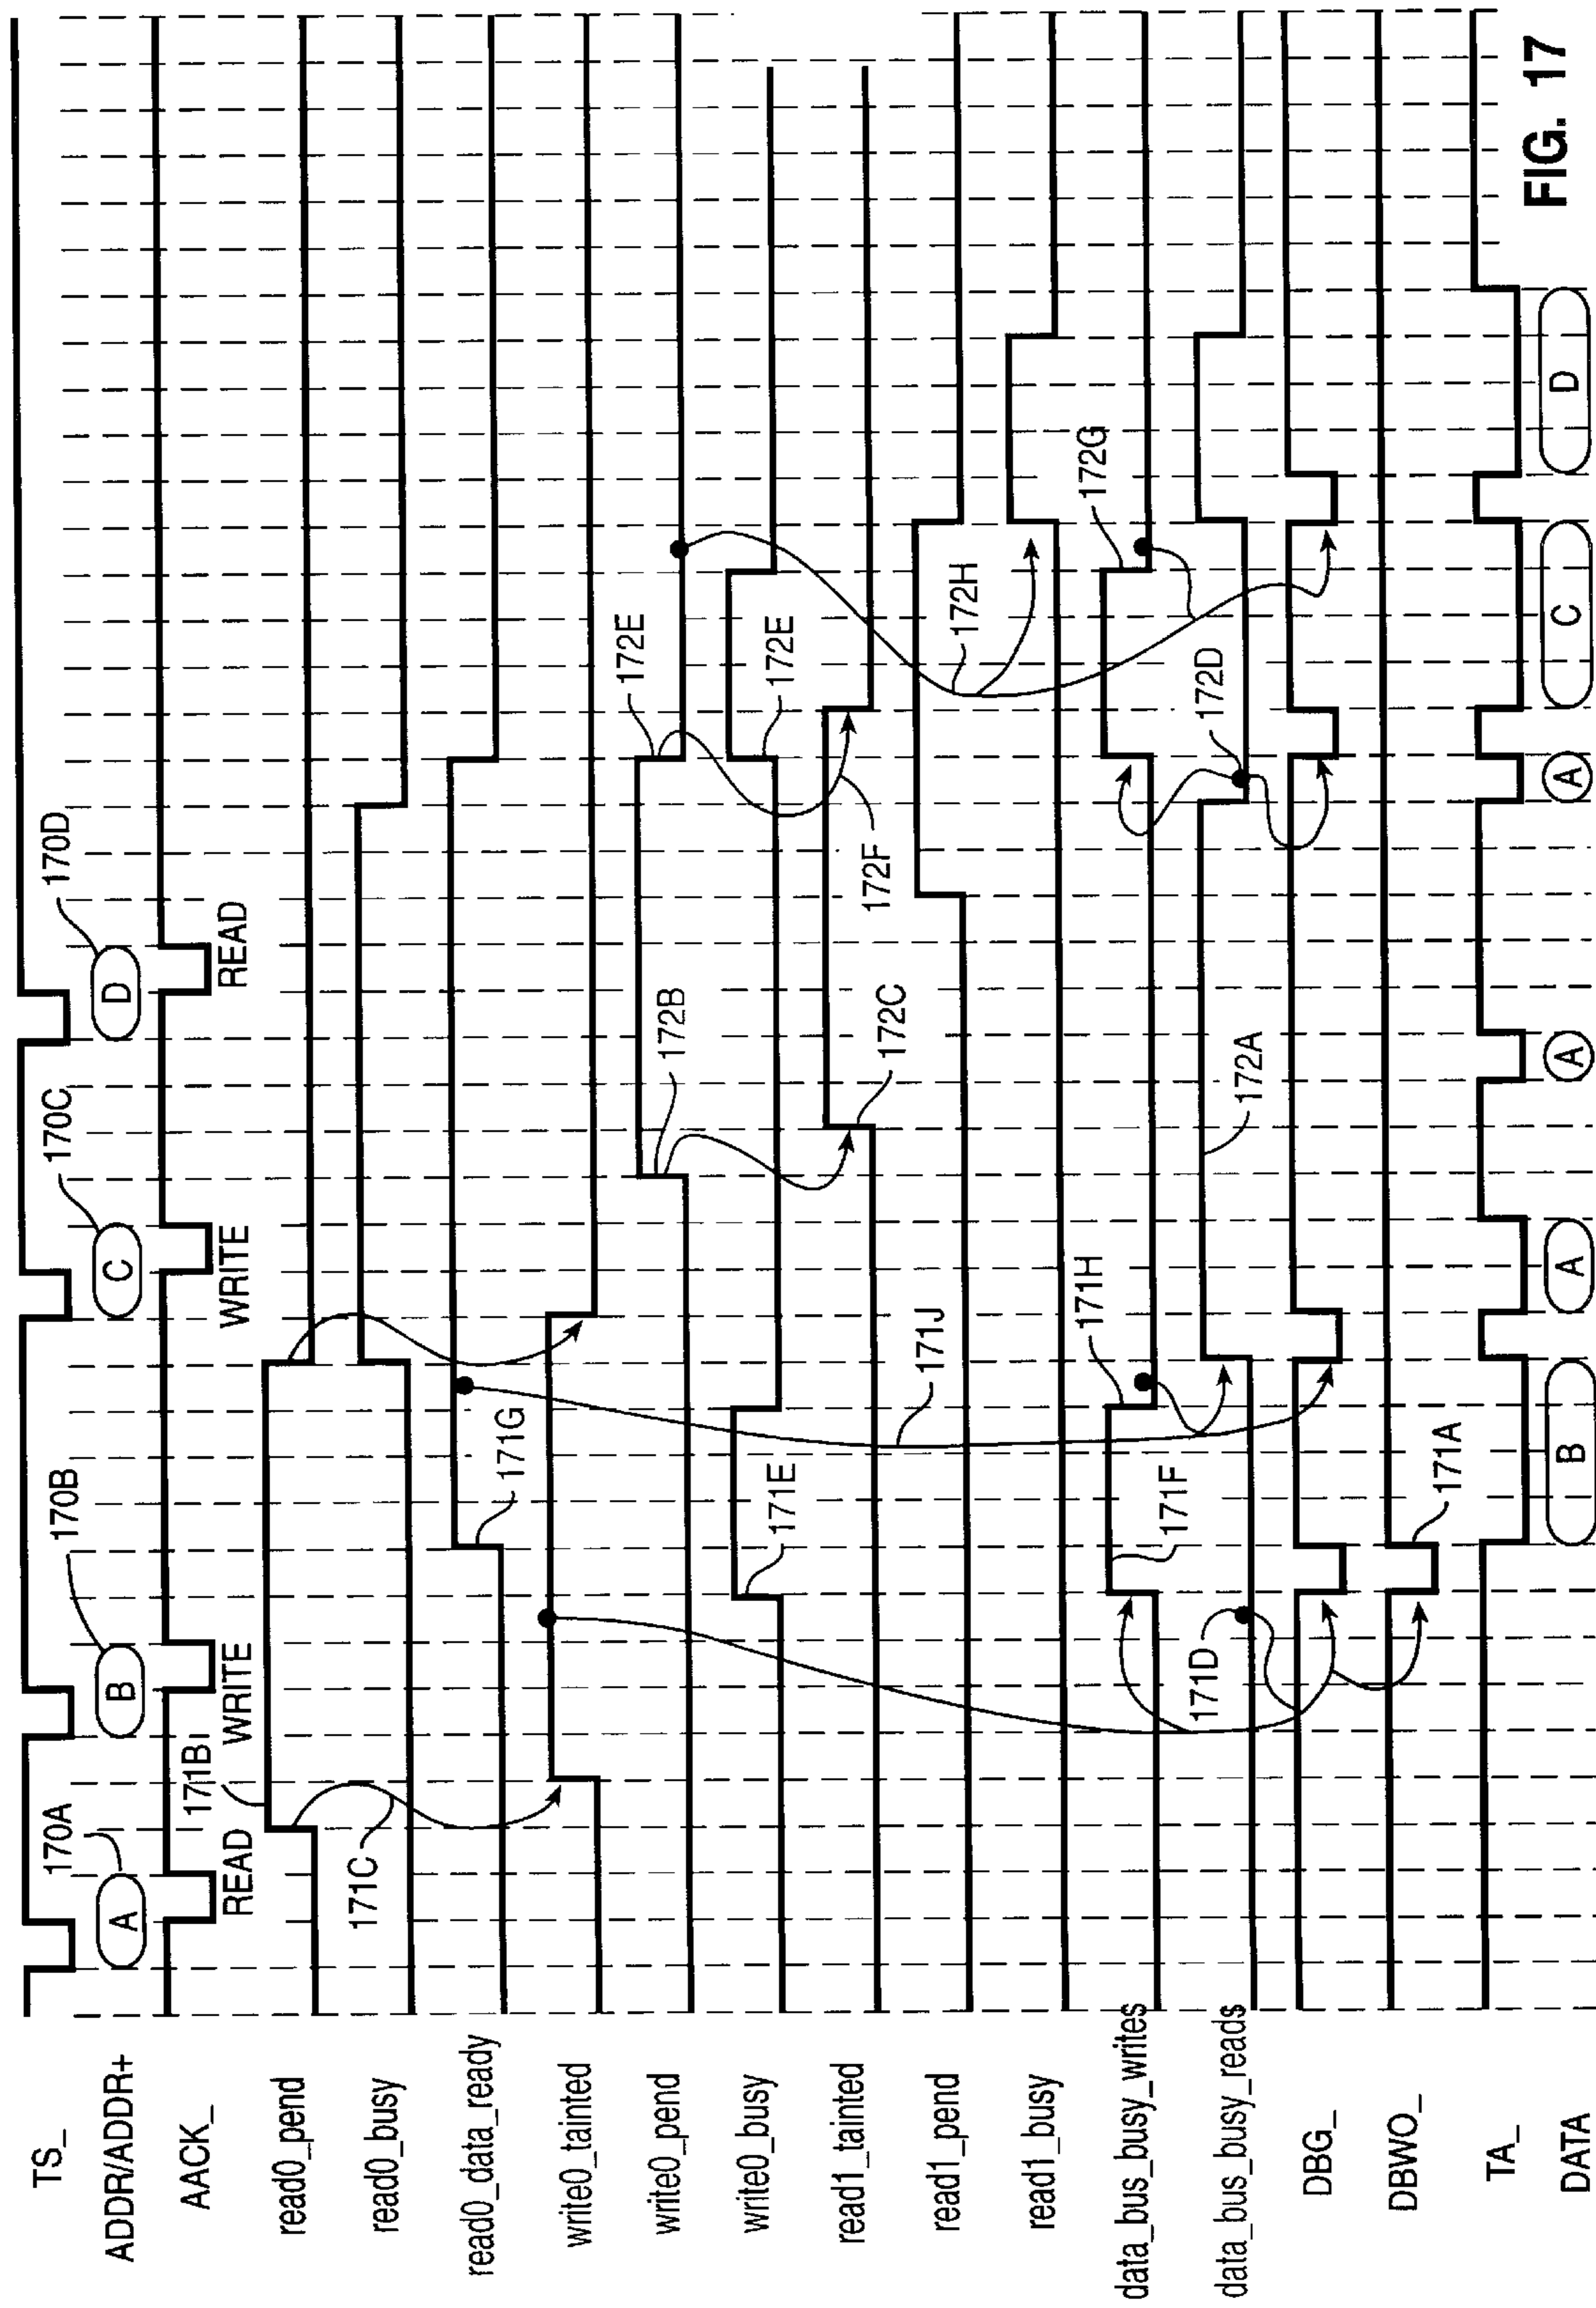 TS_
170A 170B 170C 170D
ADDR/ADDR+ A B C D
AACK_
READ 171B WRITE WRITE READ
read0_pend
171C
read0_busy
read0_data_ready
171G
write0_tainted
172E
write0_pend
172B
write0_busy
171E 172E
read1_tainted
172C 172F
171J
read1_pend
172H
read1_busy
171H 172G
data_bus_busy_writes
171F
171D 172D
data_bus_busy_reads
172A
DBG_
DBWO_
171A
TA_
DATA B A A A C D
FIG. 17